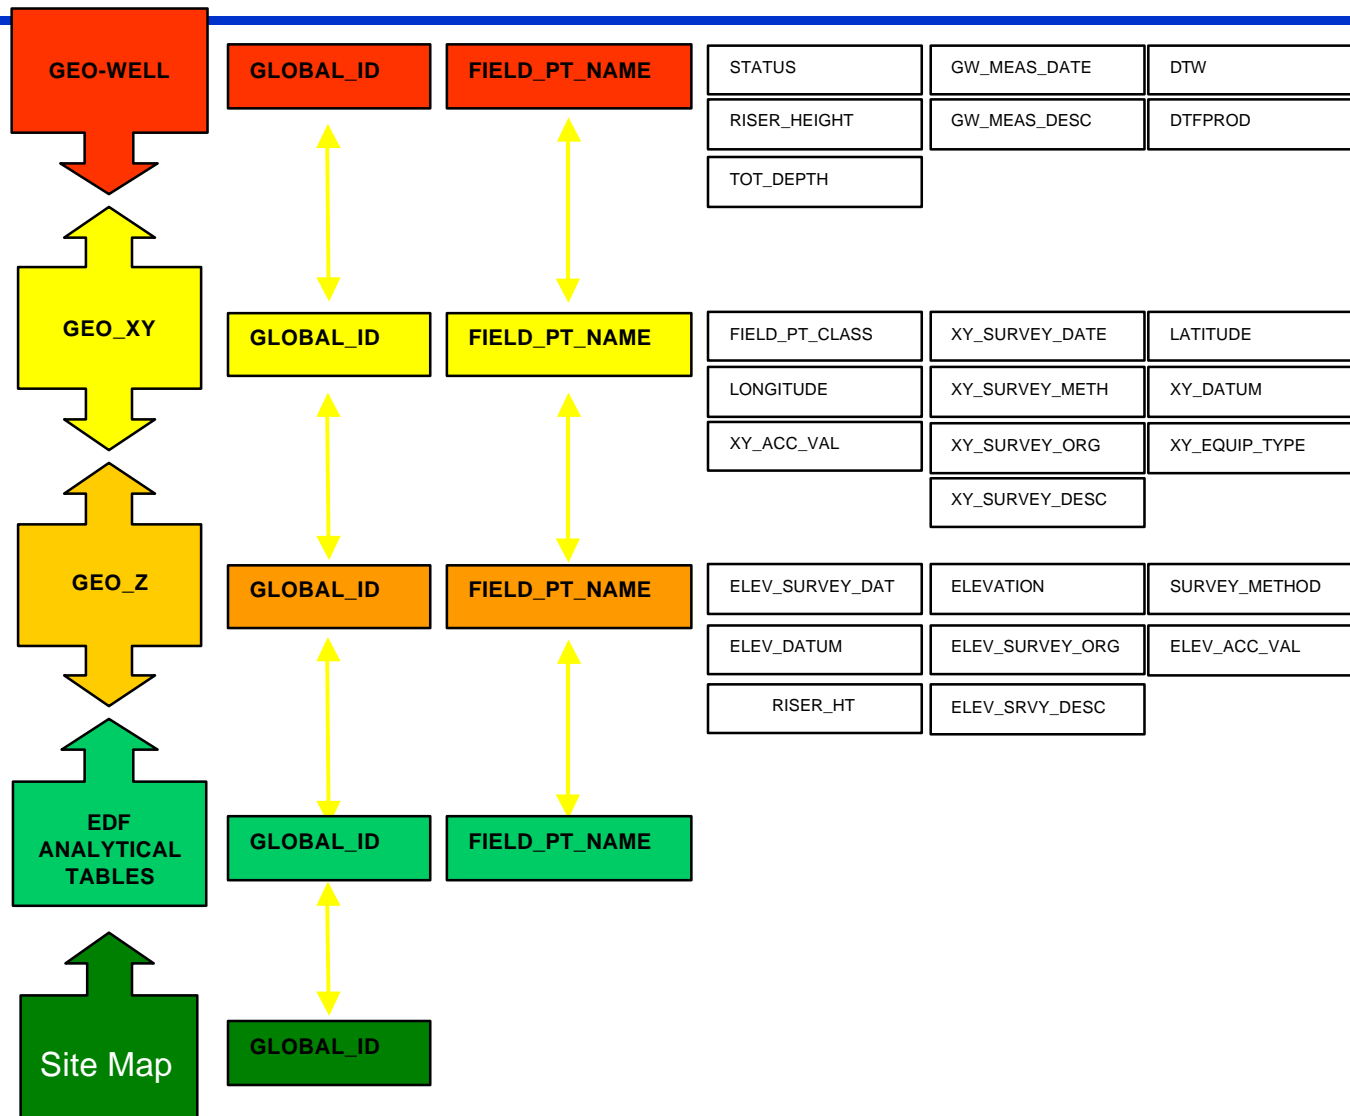 GEO-WELL
GLOBAL_ID
FIELD_PT_NAME
STATUS
GW_MEAS_DATE
DTW
RISER_HEIGHT
GW_MEAS_DESC
DTFPROD
TOT_DEPTH
GEO_XY
GLOBAL_ID
FIELD_PT_NAME
FIELD_PT_CLASS
XY_SURVEY_DATE
LATITUDE
LONGITUDE
XY_SURVEY_METH
XY_DATUM
XY_ACC_VAL
XY_SURVEY_ORG
XY_EQUIP_TYPE
XY_SURVEY_DESC
GEO_Z
GLOBAL_ID
FIELD_PT_NAME
ELEV_SURVEY_DAT
ELEVATION
SURVEY_METHOD
ELEV_DATUM
ELEV_SURVEY_ORG
ELEV_ACC_VAL
RISER_HT
ELEV_SRVY_DESC
EDF
ANALYTICAL
TABLES
GLOBAL_ID
FIELD_PT_NAME
Site Map
GLOBAL_ID